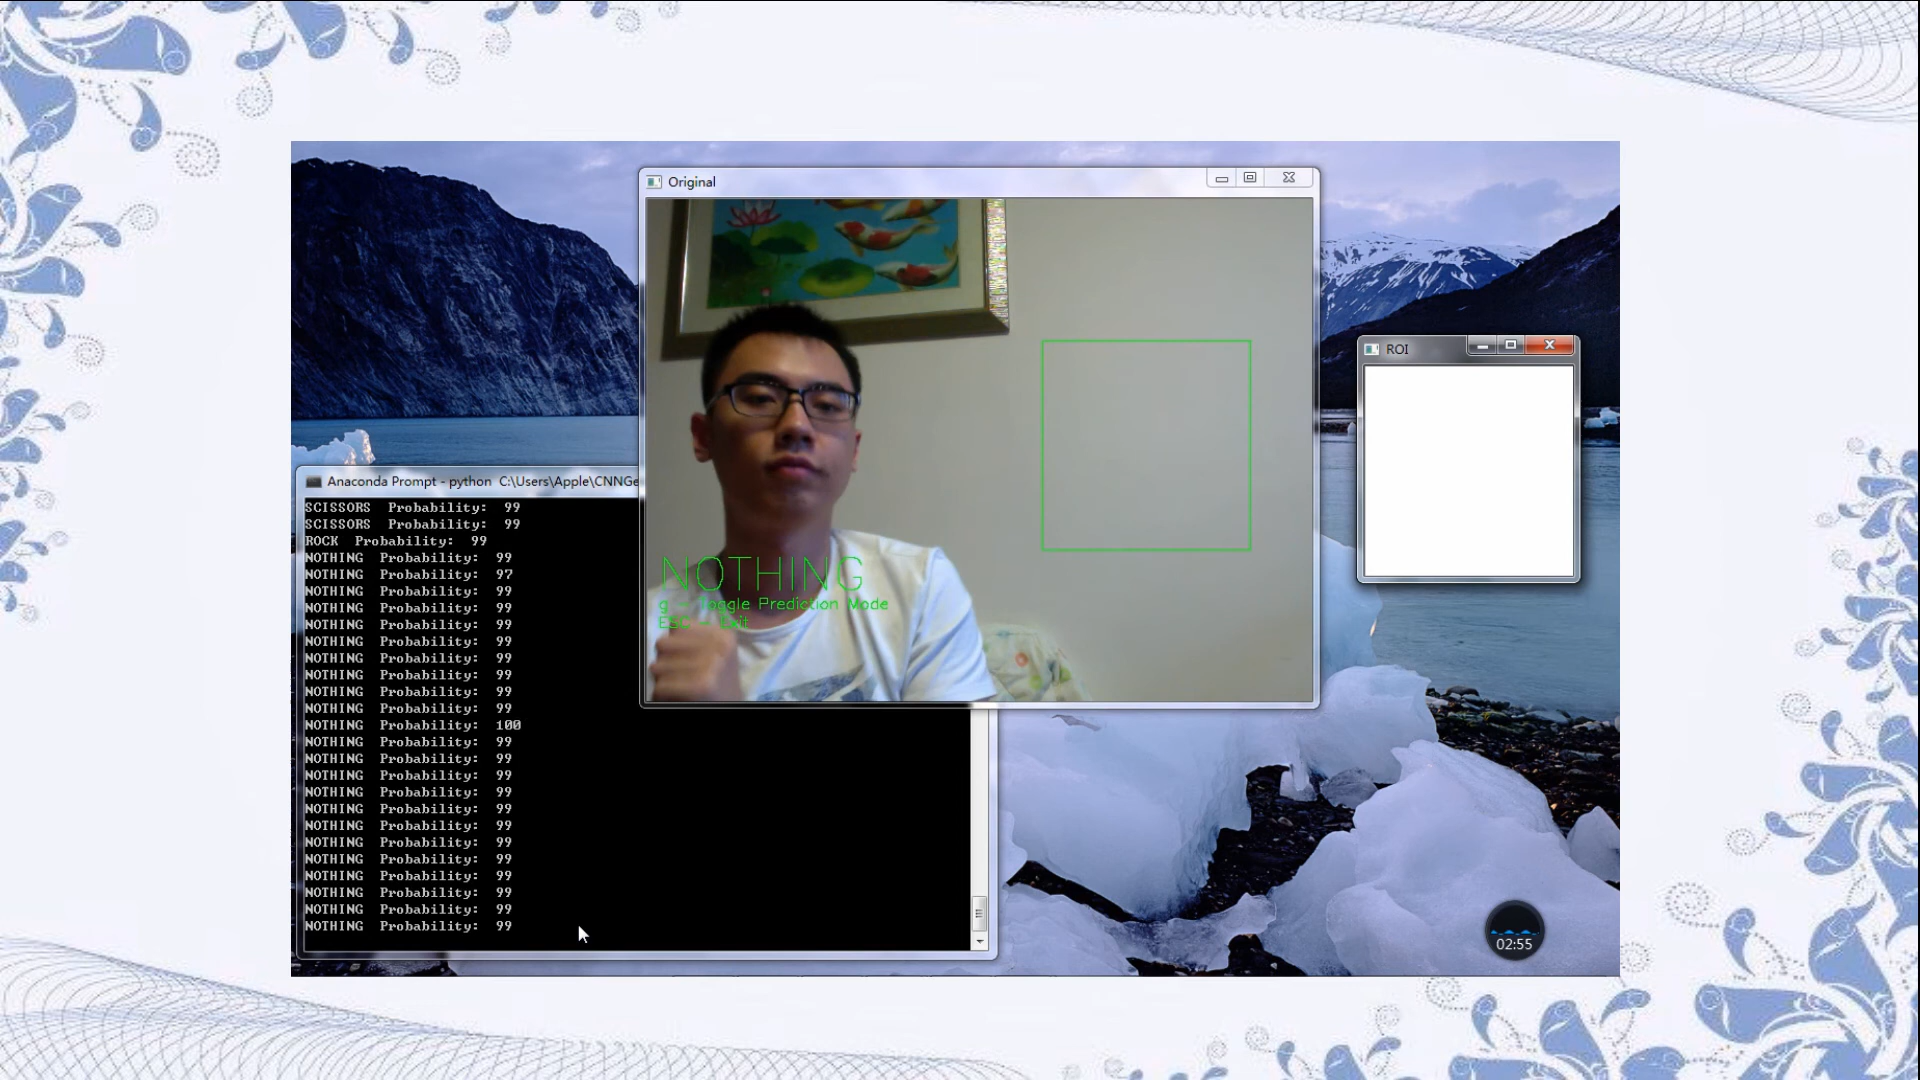 Original
ROI
Anaconda Prompt - python C:\Users\Apple\CNNGe
SCISSORS Probability: 99
SCISSORS Probability: 99
ROCK Probability: 99
NOTHING Probability: 99
NOTHING Probability: 97
NOTHING Probability: 99
NOTHING Probability: 99
NOTHING Probability: 99
NOTHING Probability: 99
NOTHING Probability: 99
NOTHING Probability: 99
NOTHING Probability: 99
NOTHING Probability: 99
NOTHING Probability: 100
NOTHING Probability: 99
NOTHING Probability: 99
NOTHING Probability: 99
NOTHING Probability: 99
NOTHING Probability: 99
NOTHING Probability: 99
NOTHING Probability: 99
NOTHING Probability: 99
NOTHING Probability: 99
NOTHING Probability: 99
NOTHING Probability: 99
NOTHING Probability: 99
NOTHING
g - Toggle Prediction Mode
ESC - Exit
02:55